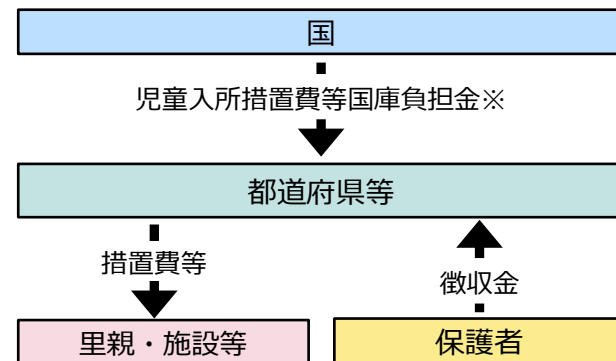 国
児童入所措置費等国庫負担金※
都道府県等
措置費等
徴収金
里親・施設等
保護者